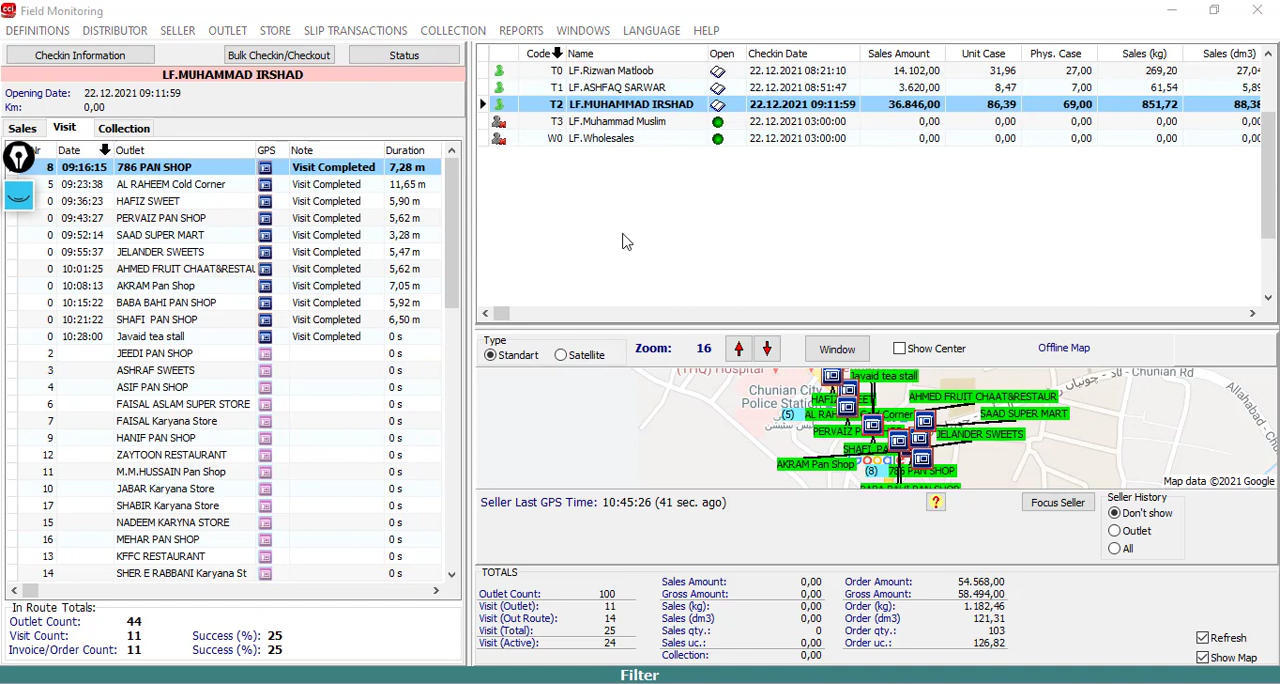 Field Monitoring
DEFINITIONS DISTRIBUTOR SELLER OUTLET STORE SLIP TRANSACTIONS COLLECTION REPORTS WINDOWS LANGUAGE HELP
Checkin Information Bulk Checkin/Checkout Status
LF.MUHAMMAD IRSHAD
Opening Date: 22.12.2021 09:11:59
Km: 0,00
Sales Visit Collection
Nr Date Outlet GPS Note Duration
8 09:16:15 786 PAN SHOP Visit Completed 7,28 m
5 09:23:38 AL RAHEEM Cold Corner Visit Completed 11,65 m
0 09:36:23 HAFIZ SWEET Visit Completed 5,90 m
0 09:43:27 PERVAIZ PAN SHOP Visit Completed 5,62 m
0 09:52:14 SAAD SUPER MART Visit Completed 3,28 m
0 09:55:37 JELANDER SWEETS Visit Completed 5,47 m
0 10:01:25 AHMED FRUIT CHAAT&RESTAU Visit Completed 5,62 m
0 10:08:13 AKRAM Pan Shop Visit Completed 7,05 m
0 10:15:22 BABA BAHI PAN SHOP Visit Completed 5,92 m
0 10:21:22 SHAFI PAN SHOP Visit Completed 6,50 m
0 10:28:00 Javaid tea stall Visit Completed 0 s
2 JEEDI PAN SHOP 0 s
3 ASHRAF SWEETS 0 s
4 ASIF PAN SHOP 0 s
6 FAISAL ASLAM SUPER STORE 0 s
7 FAISAL Karyana Store 0 s
9 HANIF PAN SHOP 0 s
12 ZAYTOON RESTAURANT 0 s
11 M.M.HUSSAIN Pan Shop 0 s
10 JABAR Karyana Store 0 s
17 SHABIR Karyana Store 0 s
15 NADEEM KARYNA STORE 0 s
16 MEHAR PAN SHOP 0 s
13 KFFC RESTAURANT 0 s
14 SHER E RABBANI Karyana St 0 s
In Route Totals:
Outlet Count: 44
Visit Count: 11 Success (%): 25
Invoice/Order Count: 11 Success (%): 25
Code Name Open Checkin Date Sales Amount Unit Case Phys. Case Sales (kg) Sales (dm3)
T0 LF.Rizwan Matloob 22.12.2021 08:21:10 14.102,00 31,96 27,00 269,20 27,04
T1 LF.ASHFAQ SARWAR 22.12.2021 08:51:47 3.620,00 8,47 7,00 61,54 5,89
T2 LF.MUHAMMAD IRSHAD 22.12.2021 09:11:59 36.846,00 86,39 69,00 851,72 88,38
T3 LF.Muhammad Muslim 22.12.2021 03:00:00 0,00 0,00 0,00 0,00 0,00
W0 LF.Wholesales 22.12.2021 03:00:00 0,00 0,00 0,00 0,00 0,00
Type
Standart Satellite Zoom: 16 Window Show Center Offline Map
(THQ) Hospital
Javaid tea stall
Chunian City
Police
- Chunian Rd
Allahabad
(5)
AHMED FRUIT CHAAT&RESTAUR
SAAD SUPER MART
JELANDER SWEETS
AKRAM Pan Shop
(8) 786 PAN SHOP
Map data ©2021 Google
Seller Last GPS Time: 10:45:26 (41 sec. ago) ? Focus Seller
Seller History
Don't show
Outlet
All
TOTALS
Outlet Count: 100
Visit (Outlet): 11
Visit (Out Route): 14
Visit (Total): 25
Visit (Active): 24
Sales Amount: 0,00
Gross Amount: 0,00
Sales (kg) 0,00
Sales (dm3) 0,00
Sales qty.: 0
Sales uc.: 0,00
Collection: 0,00
Order Amount: 54.568,00
Gross Amount: 58.494,00
Order (kg) 1.182,46
Order (dm3) 121,31
Order qty.: 103
Order uc.: 126,82
Refresh
Show Map
Filter